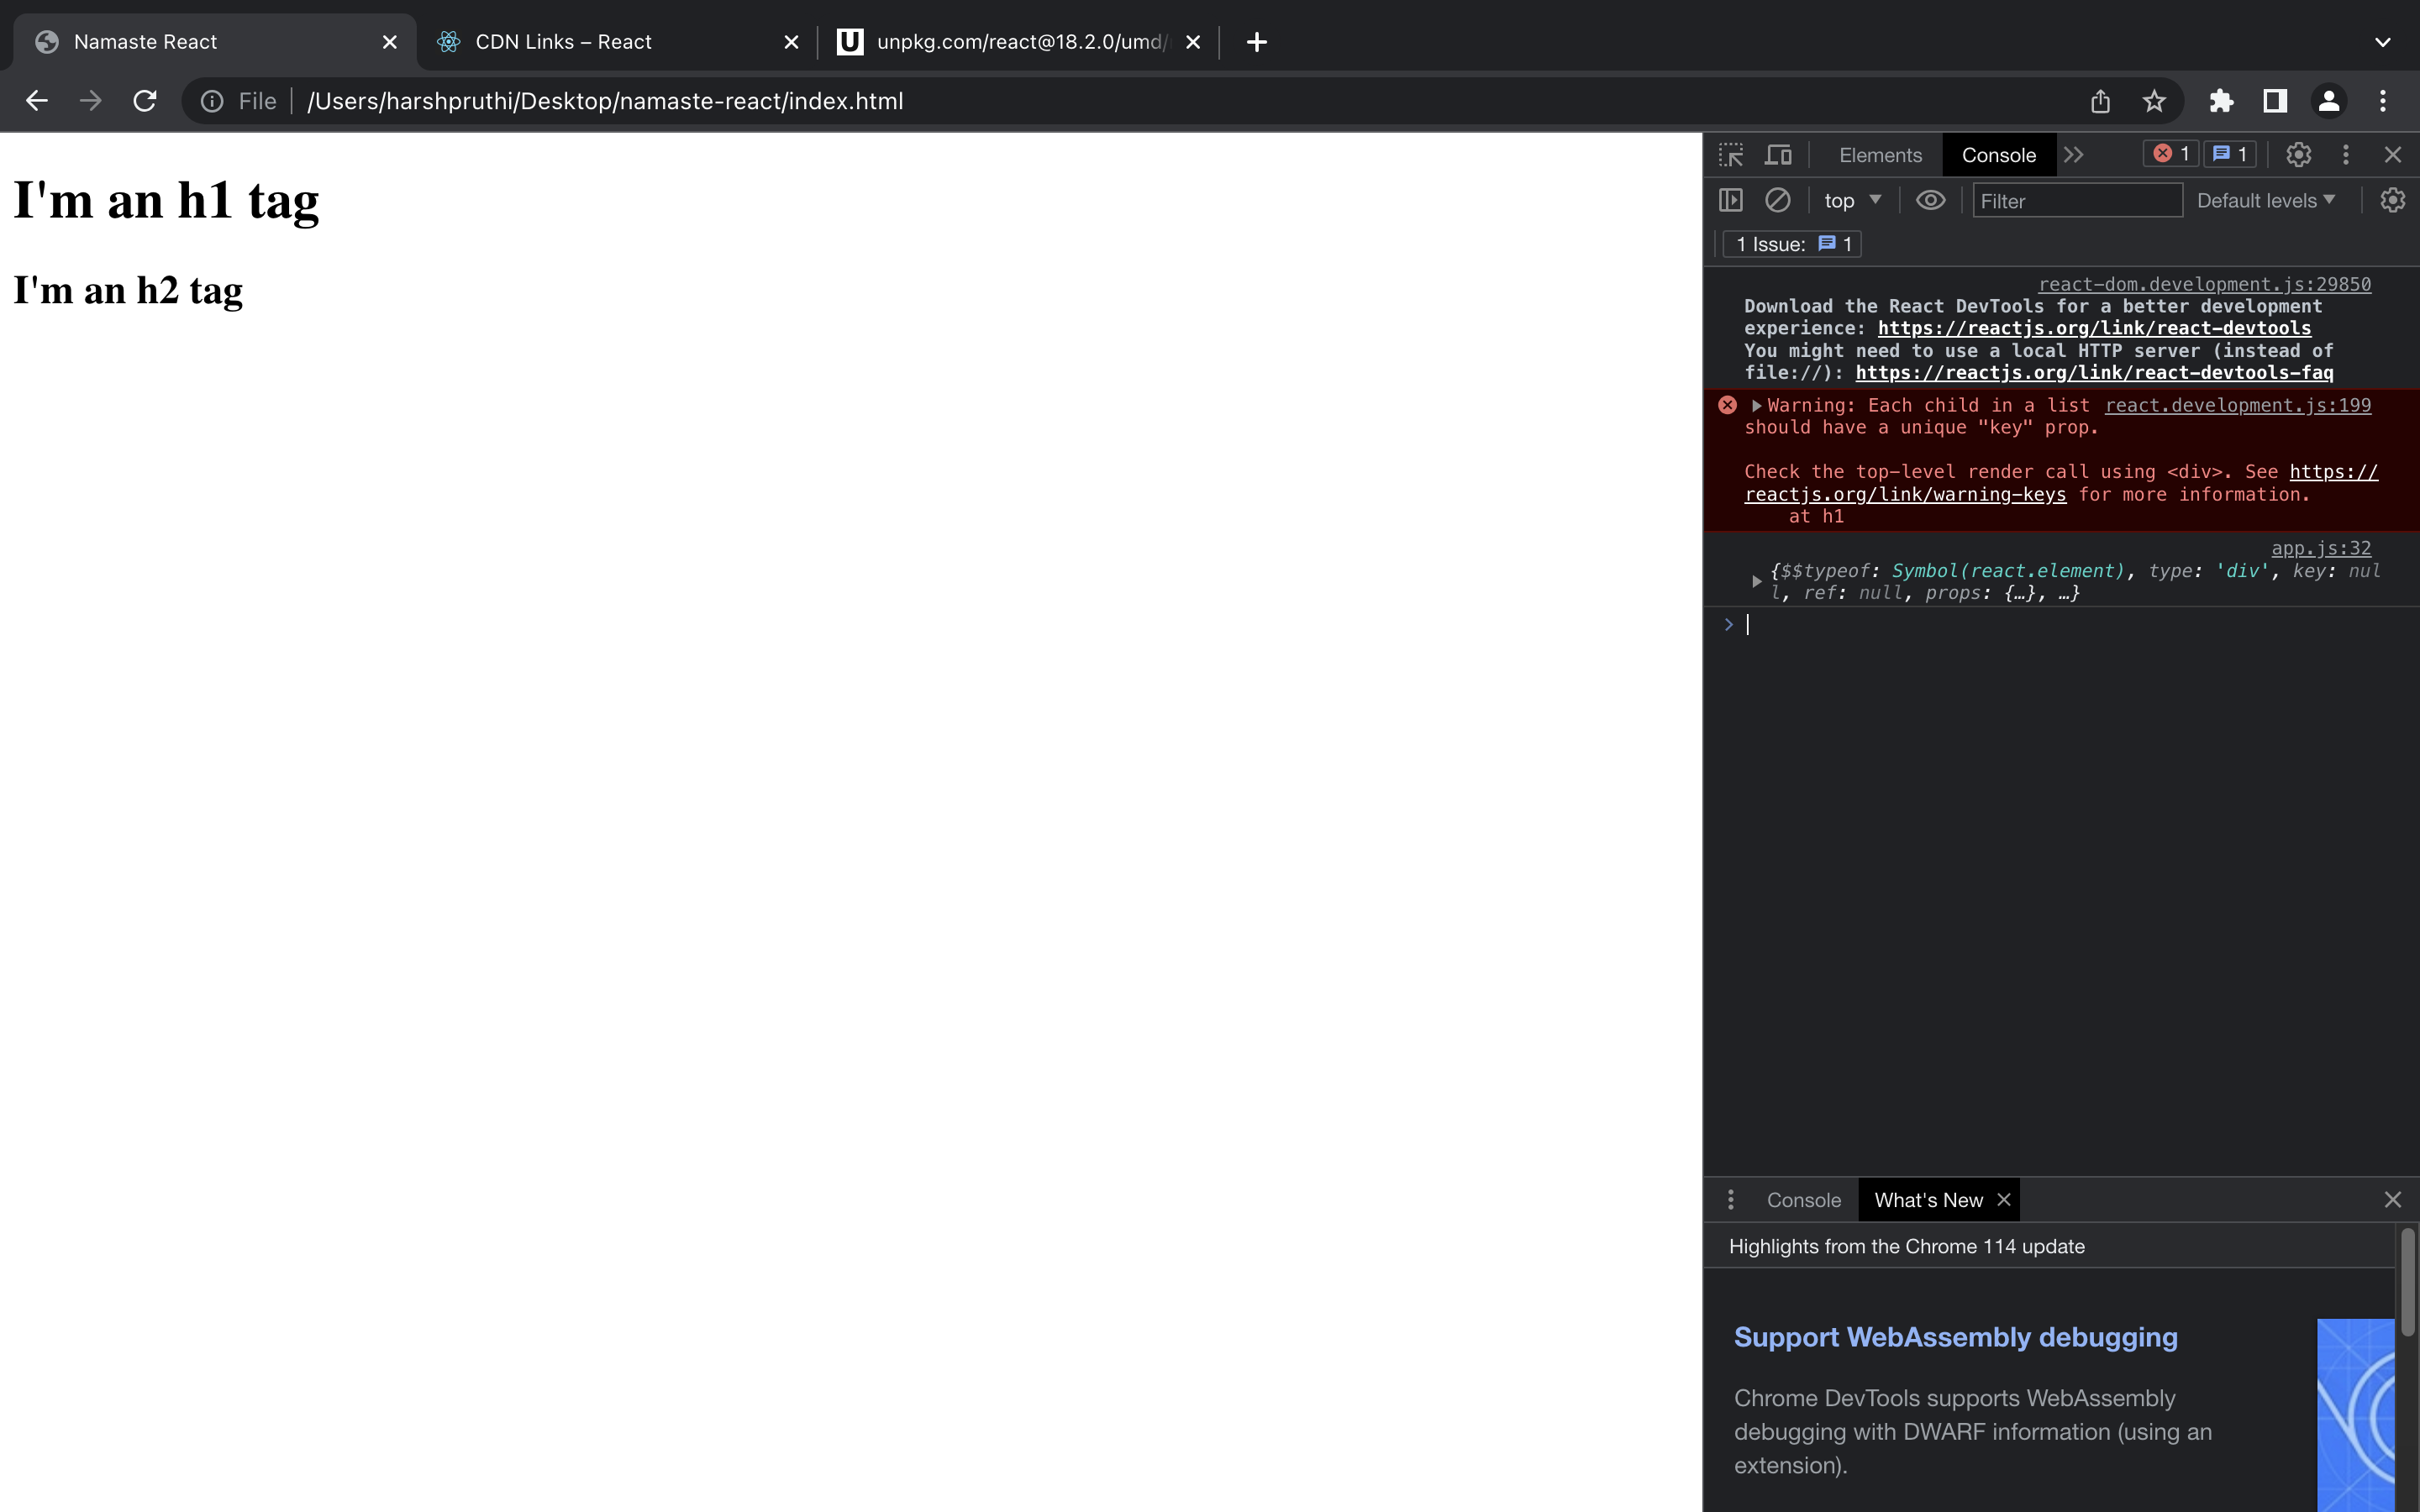 Namaste React
CDN Links – React
unpkg.com/react@18.2.0/umd/
File
/Users/harshpruthi/Desktop/namaste-react/index.html
I'm an h1 tag
I'm an h2 tag
Elements
Console
1
1
top
Filter
Default levels
1 Issue: 1
react-dom.development.js:29850
Download the React DevTools for a better development
experience: https://reactjs.org/link/react-devtools
You might need to use a local HTTP server (instead of
file://): https://reactjs.org/link/react-devtools-faq
Warning: Each child in a list react.development.js:199
should have a unique "key" prop.
Check the top-level render call using <div>. See https://
reactjs.org/link/warning-keys for more information.
at h1
app.js:32
{$$typeof: Symbol(react.element), type: 'div', key: nul
l, ref: null, props: {…}, …}
Console
What's New
Highlights from the Chrome 114 update
Support WebAssembly debugging
Chrome DevTools supports WebAssembly
debugging with DWARF information (using an
extension).